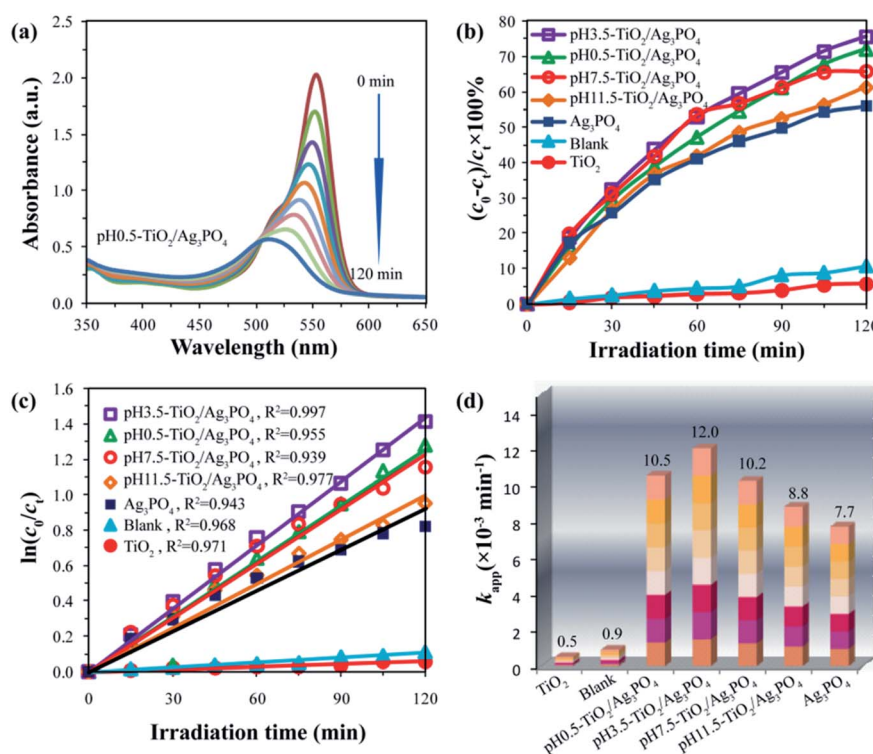 (a)
2.5
2.0
1.5
1.0
0.5
0.0
Absorbance (a.u.)
0 min
pH0.5-TiO₂/Ag₃PO₄
120 min
350 400 450 500 550 600 650
Wavelength (nm)
(b)
80
70
60
50
40
30
20
10
0
(c₀-cₜ)/cₜ×100%
pH3.5-TiO₂/Ag₃PO₄
pH0.5-TiO₂/Ag₃PO₄
pH7.5-TiO₂/Ag₃PO₄
pH11.5-TiO₂/Ag₃PO₄
Ag₃PO₄
Blank
TiO₂
0 30 60 90 120
Irradiation time (min)
(c)
1.6
1.4
1.2
1.0
0.8
0.6
0.4
0.2
0.0
ln(c₀/cₜ)
pH3.5-TiO₂/Ag₃PO₄ , R²=0.997
pH0.5-TiO₂/Ag₃PO₄ , R²=0.955
pH7.5-TiO₂/Ag₃PO₄ , R²=0.939
pH11.5-TiO₂/Ag₃PO₄ , R²=0.977
Ag₃PO₄ , R²=0.943
Blank , R²=0.968
TiO₂ , R²=0.971
0 30 60 90 120
Irradiation time (min)
(d)
14
12
10
8
6
4
2
0
kapp(×10⁻³ min⁻¹)
0.5
0.9
10.5
12.0
10.2
8.8
7.7
TiO₂
Blank
pH0.5-TiO₂/Ag₃PO₄
pH3.5-TiO₂/Ag₃PO₄
pH7.5-TiO₂/Ag₃PO₄
pH11.5-TiO₂/Ag₃PO₄
Ag₃PO₄